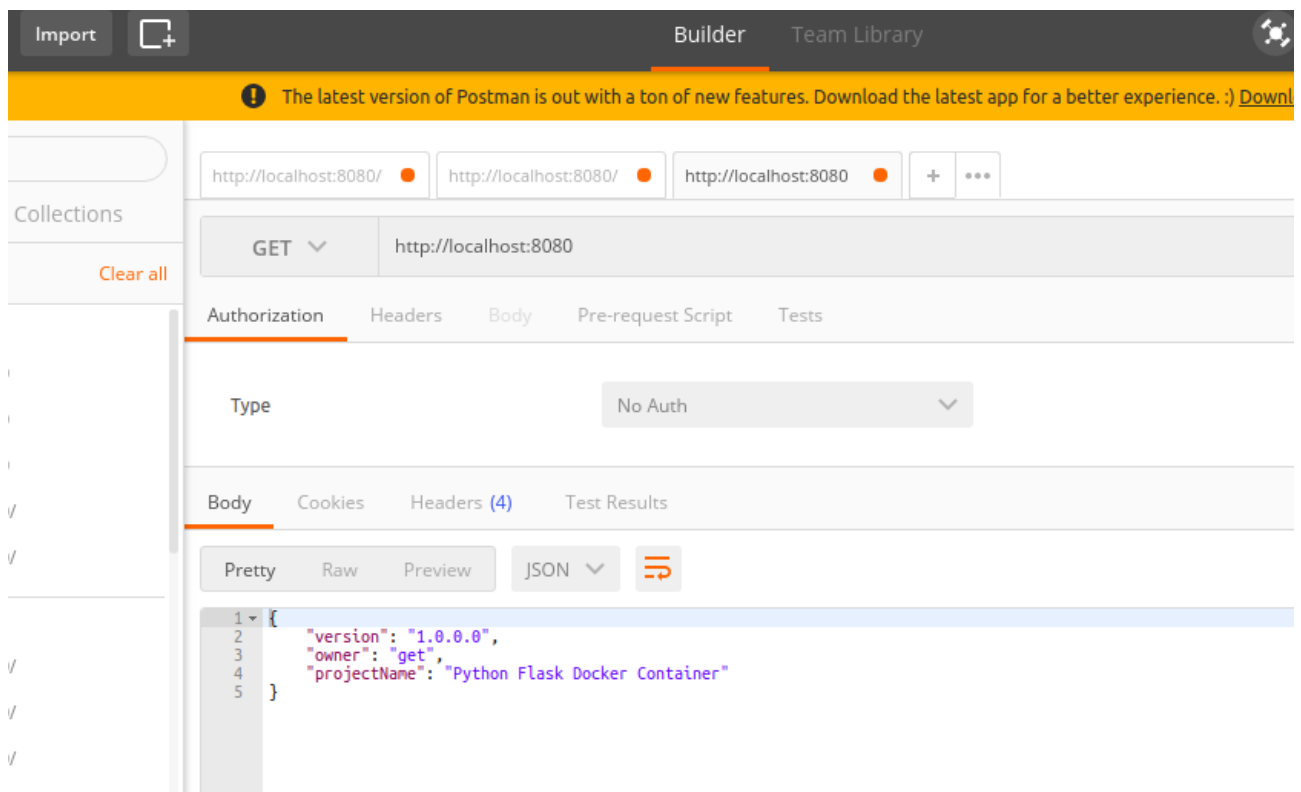 Import
Builder Team Library
The latest version of Postman is out with a ton of new features. Download the latest app for a better experience. :)
http://localhost:8080/ http://localhost:8080/ http://localhost:8080 + •••
Collections
GET http://localhost:8080
Clear all
Authorization Headers Body Pre-request Script Tests
Type No Auth
Body Cookies Headers (4) Test Results
Pretty Raw Preview JSON
1 {
2 "version": "1.0.0.0",
3 "owner": "get",
4 "projectName": "Python Flask Docker Container"
5 }